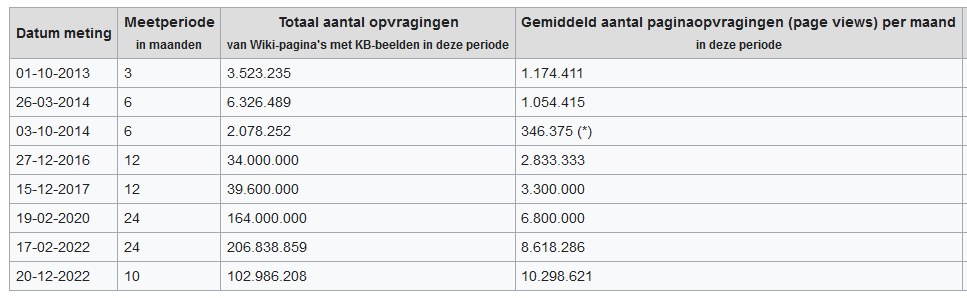 Datum meting Meetperiode in maanden Totaal aantal opvragingen van Wiki-pagina's met KB-beelden in deze periode Gemiddeld aantal paginaopvragingen (page views) per maand in deze periode
01-10-2013 3 3.523.235 1.174.411
26-03-2014 6 6.326.489 1.054.415
03-10-2014 6 2.078.252 346.375 (*)
27-12-2016 12 34.000.000 2.833.333
15-12-2017 12 39.600.000 3.300.000
19-02-2020 24 164.000.000 6.800.000
17-02-2022 24 206.838.859 8.618.286
20-12-2022 10 102.986.208 10.298.621